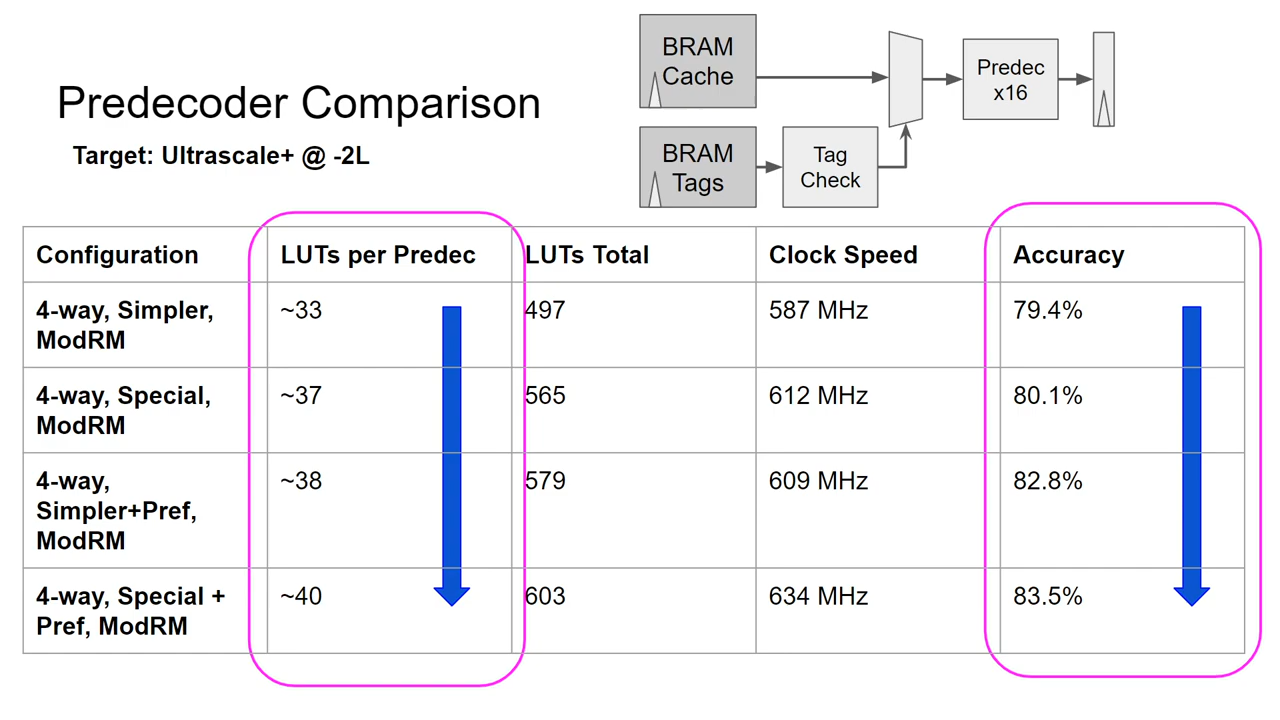 Predecoder Comparison
Target: Ultrascale+ @ -2L
BRAM
Cache
BRAM
Tags
Tag
Check
Predec
x16
Configuration LUTs per Predec LUTs Total Clock Speed Accuracy
4-way, Simpler, ~33 497 587 MHz 79.4%
ModRM
4-way, Special, ~37 565 612 MHz 80.1%
ModRM
4-way, ~38 579 609 MHz 82.8%
Simpler+Pref,
ModRM
4-way, Special + ~40 603 634 MHz 83.5%
Pref, ModRM